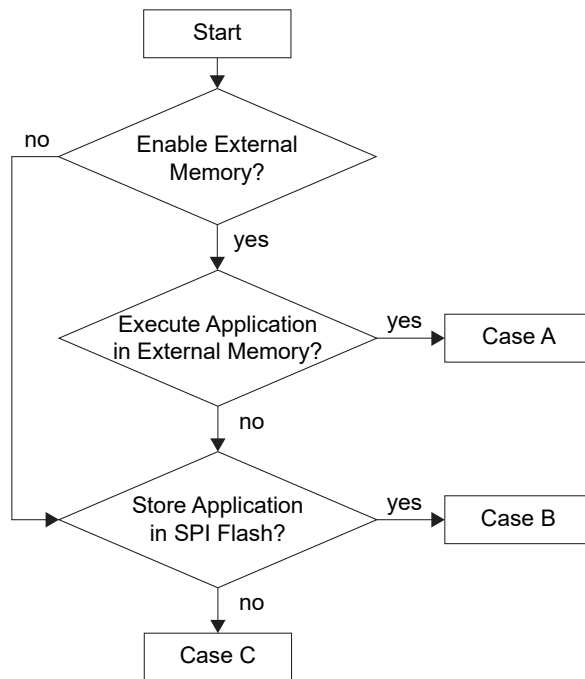 Start
no
Enable External
Memory?
yes
Execute Application
in External Memory?
yes
Case A
no
Store Application
in SPI Flash?
yes
Case B
no
Case C